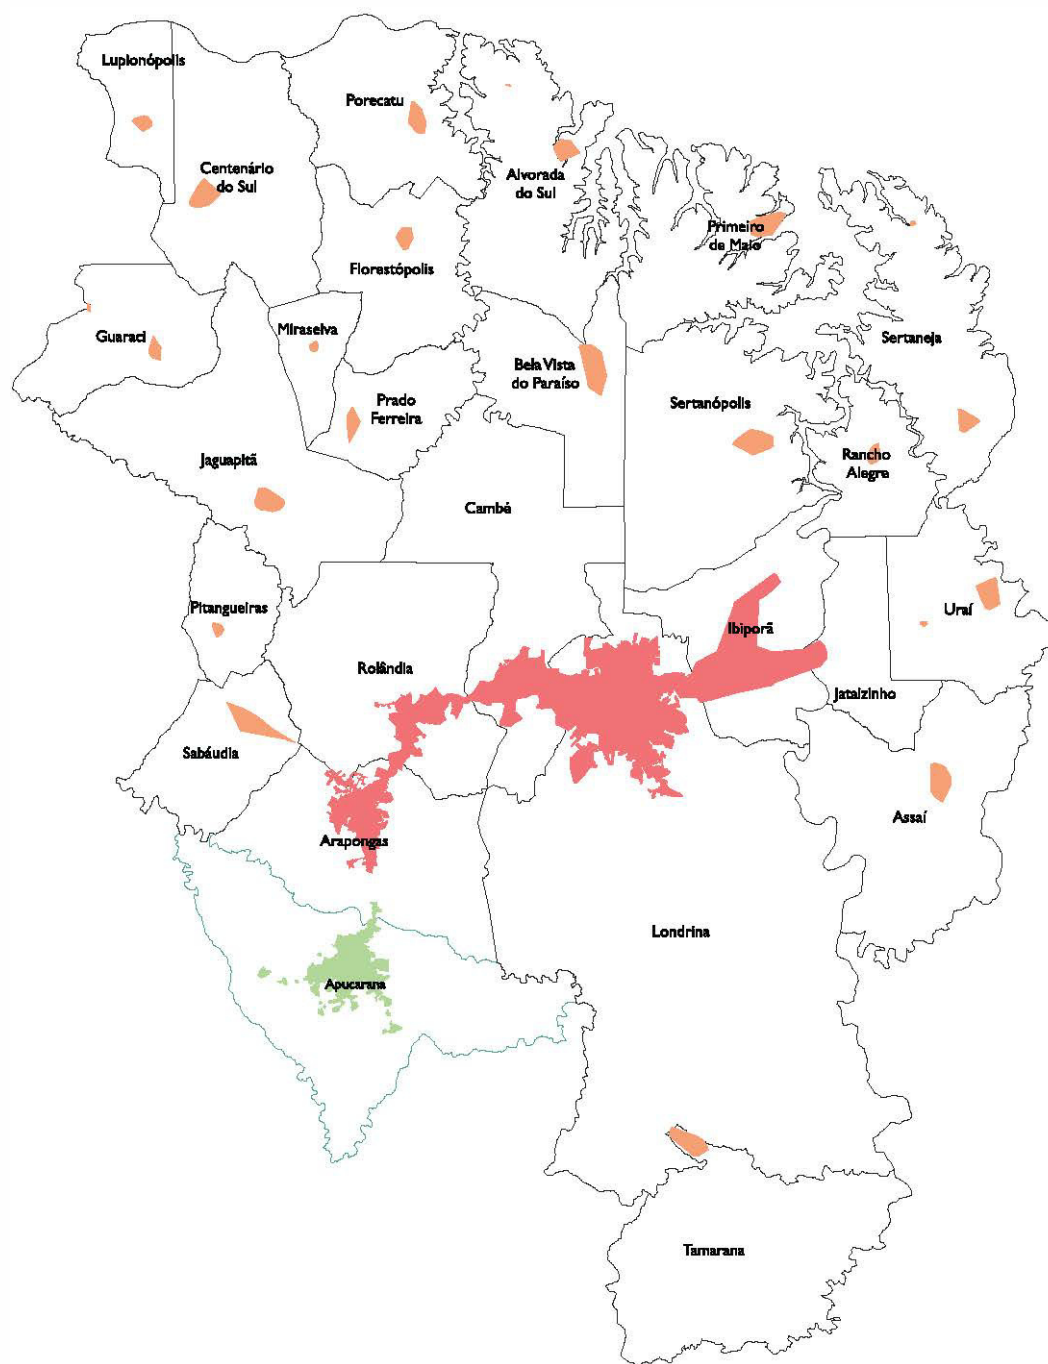 Lupionópolis
Porecatu
Centenário
do Sul
Alvorada
do Sul
Primeiro
de Maio
Florestópolis
Guaraci
Miraselva
Sertaneja
Bela Vista
do Paraíso
Prado
Ferreira
Sertanópolis
Jaguapitã
Rancho
Alegre
Cambé
Pitangueiras
Uraí
Ibiporã
Rolândia
Jataizinho
Sabáudia
Assaí
Arapongas
Londrina
Apucarana
Tamarana